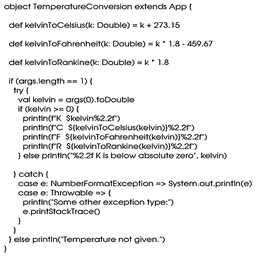 object TemperatureConversion extends App {
def kelvinToCelsius(k: Double) = k + 273.15
def kelvinToFahrenheit(k: Double) = k * 1.8 - 459.67
def kelvinToRankine(k: Double) = k * 1.8
if (args.length == 1) {
try {
val kelvin = args(0).toDouble
if (kelvin >= 0) {
println(f"K  $kelvin%2.2f")
println(f"C  ${kelvinToCelsius(kelvin)}%2.2f")
println(f"F  ${kelvinToFahrenheit(kelvin)}%2.2f")
println(f"R  ${kelvinToRankine(kelvin)}%2.2f")
} else println("%2.2f K is below absolute zero", kelvin)
} catch {
case e: NumberFormatException => System.out.println(e)
case e: Throwable => {
println("Some other exception type:")
e.printStackTrace()
}
}
} else println("Temperature not given.")
}